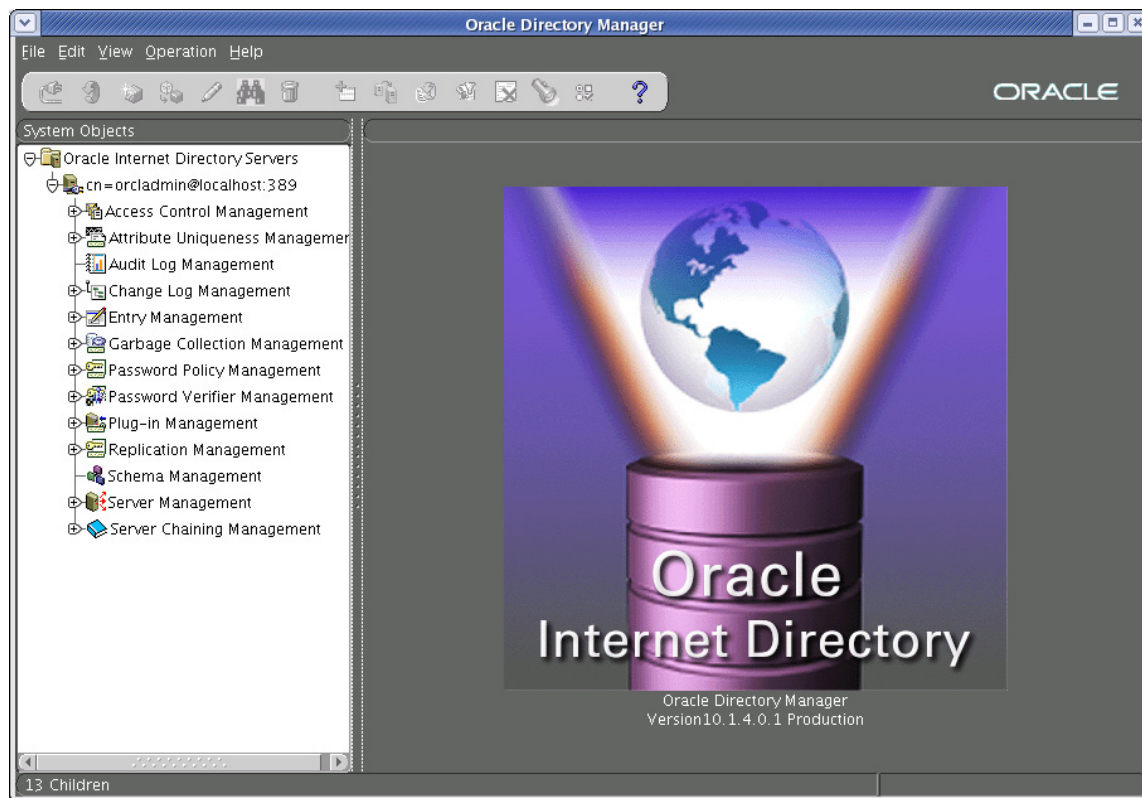 Oracle Directory Manager
File Edit View Operation Help
ORACLE
System Objects
Oracle Internet Directory Servers
cn=orcladmin@localhost:389
Access Control Management
Attribute Uniqueness Managemer
Audit Log Management
Change Log Management
Entry Management
Garbage Collection Management
Password Policy Management
Password Verifier Management
Plug-in Management
Replication Management
Schema Management
Server Management
Server Chaining Management
Oracle
Internet Directory
Oracle Directory Manager
Version10.1.4.0.1 Production
13 Children